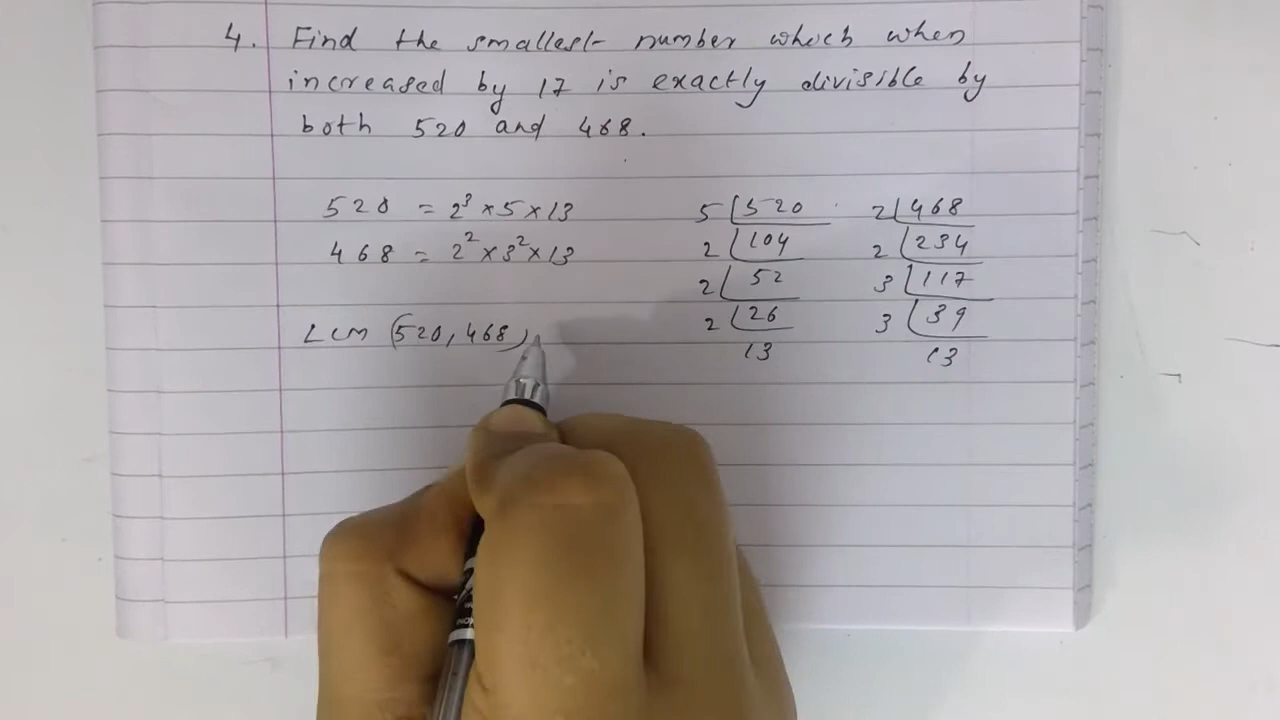 4. Find the smallest number which when
increased by 17 is exactly divisible by
both 520 and 468.
520 = 2³ × 5 × 13
468 = 2² × 3² × 13
LCM (520, 468)
5 520
2 104
2 52
2 26
13
2 468
2 234
3 117
3 39
13